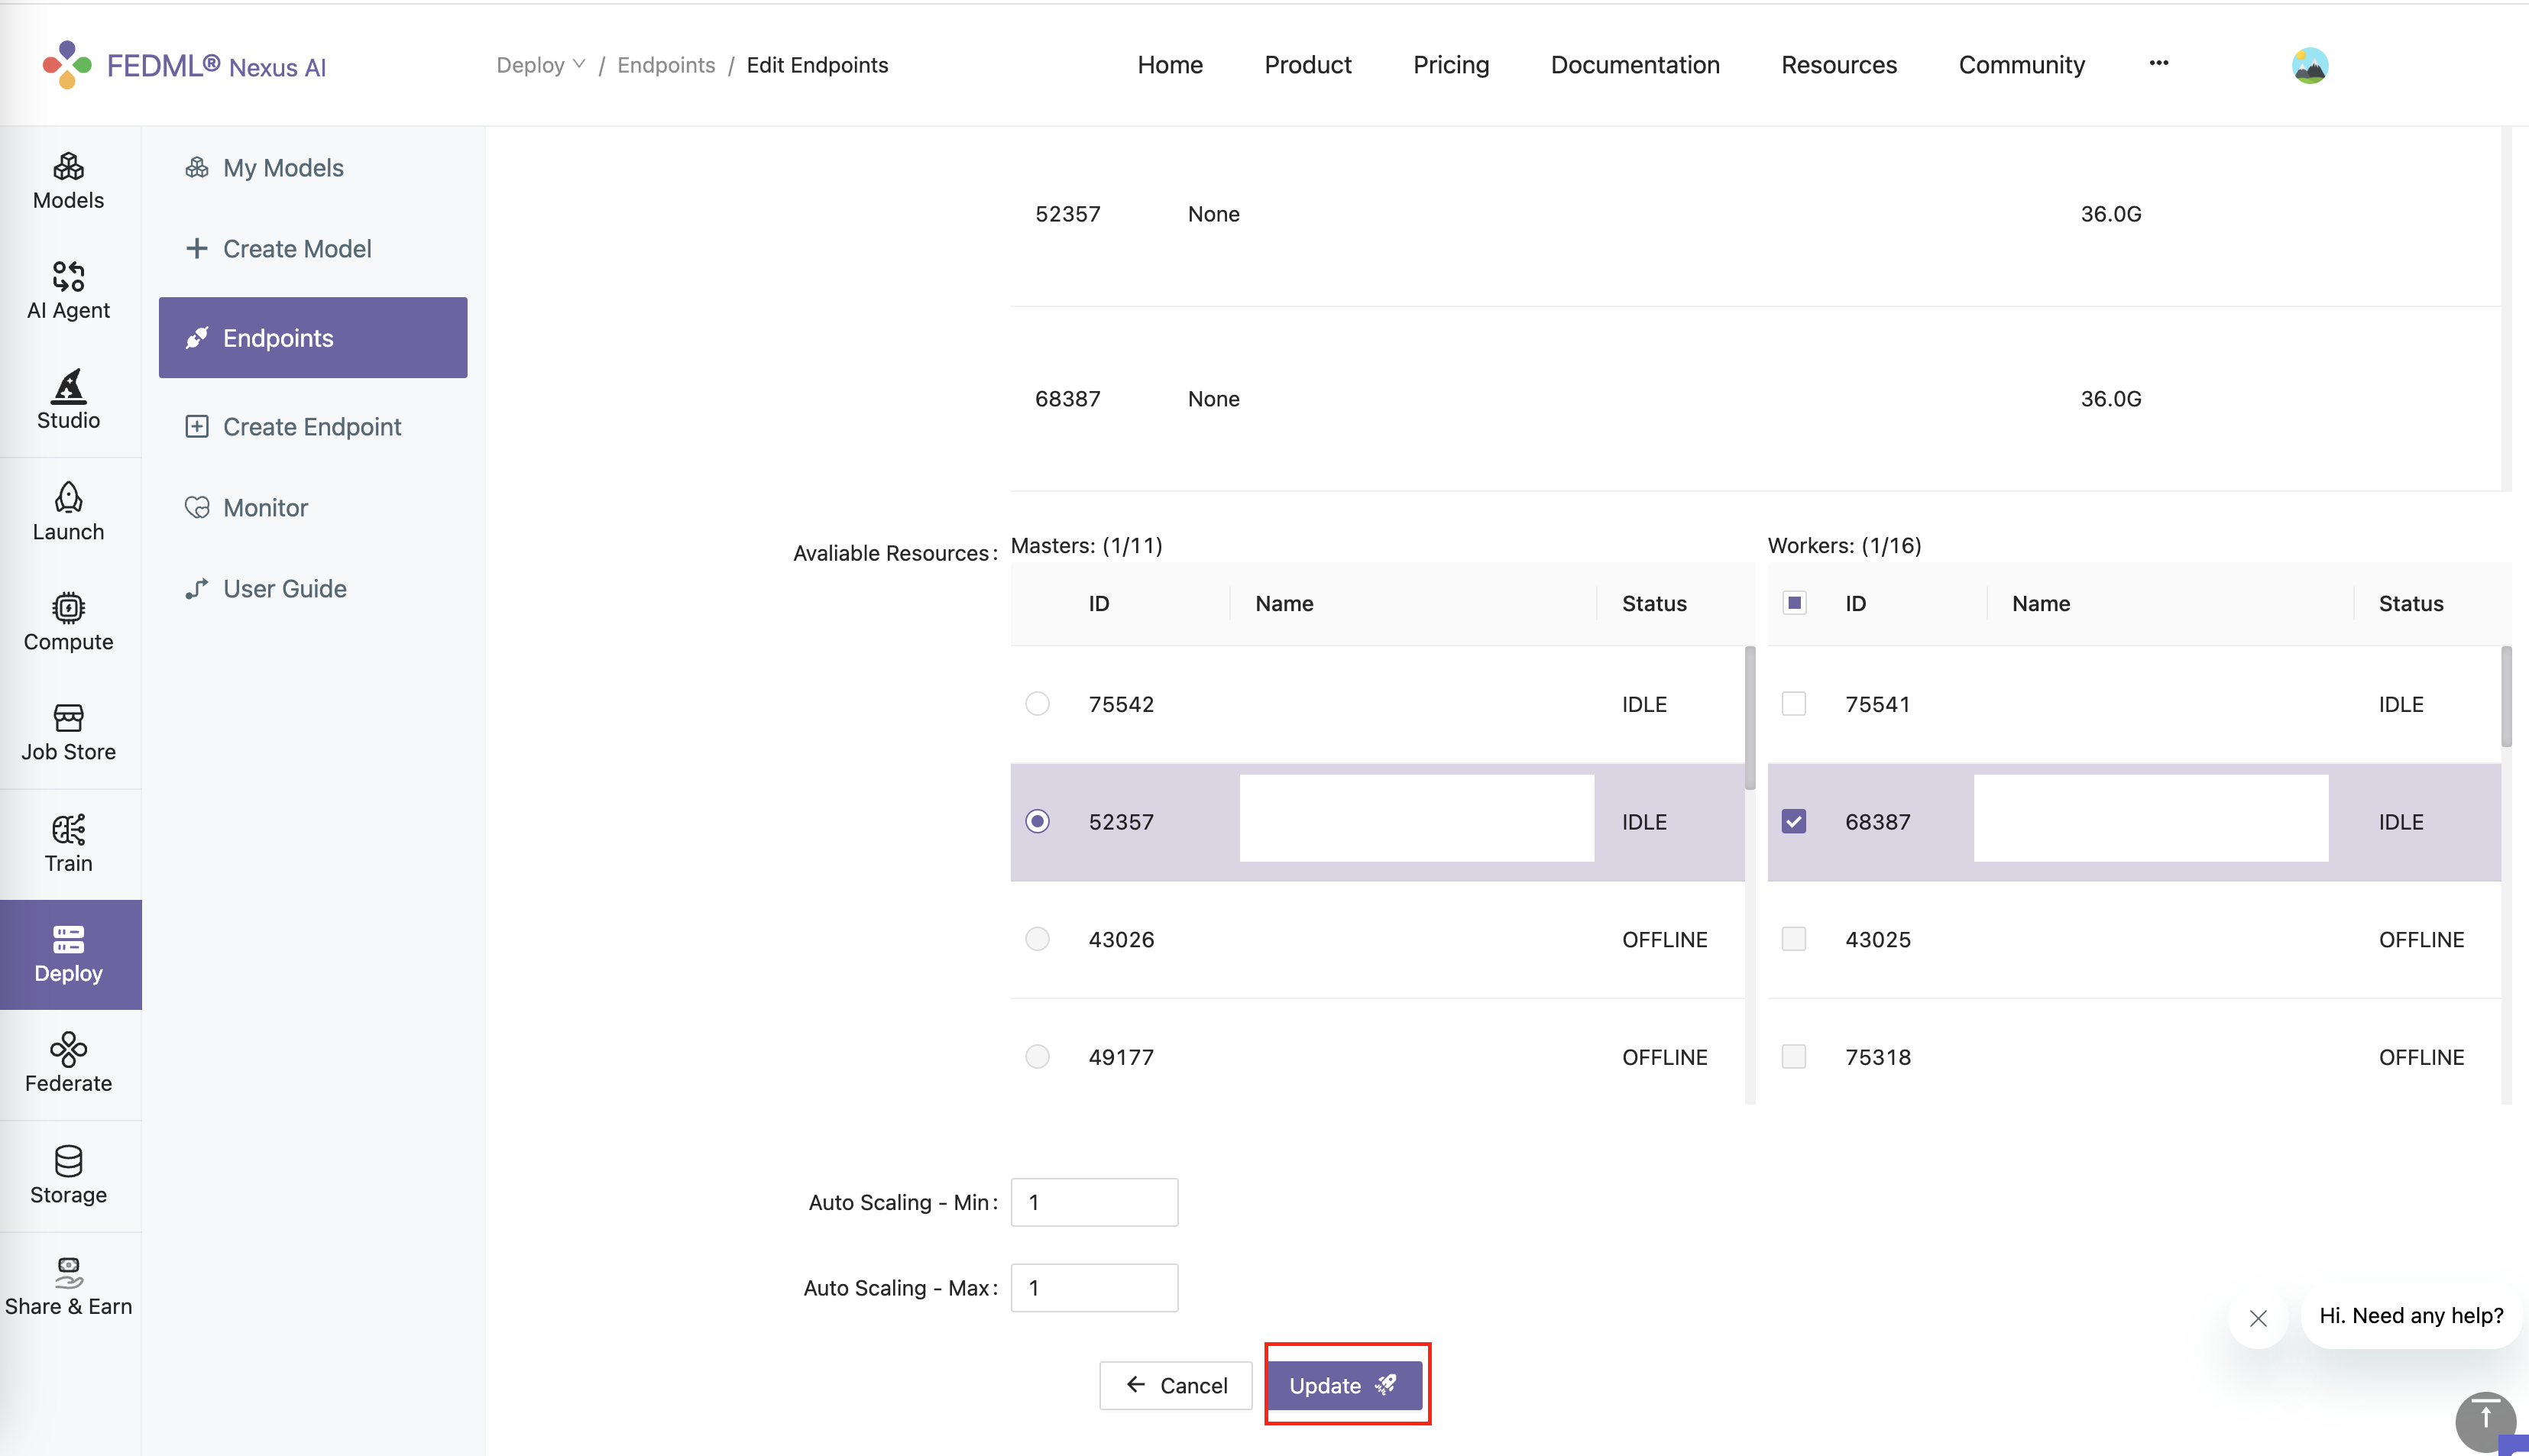 FEDML® Nexus AI
Deploy / Endpoints / Edit Endpoints
Home Product Pricing Documentation Resources Community ···
Models
AI Agent
Studio
Launch
Compute
Job Store
Train
Deploy
Federate
Storage
Share & Earn
My Models
Create Model
Endpoints
Create Endpoint
Monitor
User Guide
52357 None 36.0G
68387 None 36.0G
Avaliable Resources:
Masters: (1/11)
ID Name Status
75542 IDLE
52357 IDLE
43026 OFFLINE
49177 OFFLINE
Workers: (1/16)
ID Name Status
75541 IDLE
68387 IDLE
43025 OFFLINE
75318 OFFLINE
Auto Scaling - Min: 1
Auto Scaling - Max: 1
Cancel
Update
Hi. Need any help?